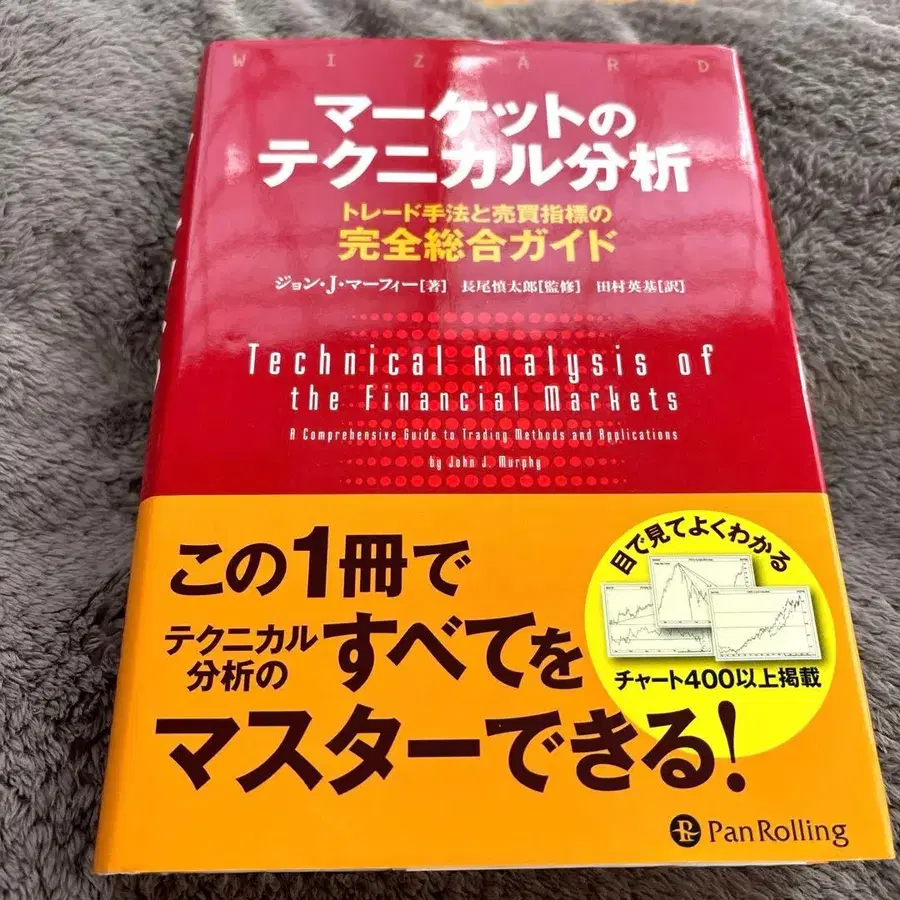 WIZARD
マーケットの
テクニカル分析
トレード手法と売買指標の
完全総合ガイド
ジョン・J・マーフィー[著] 長尾慎太郎[監修] 田村英基[訳]
Technical Analysis of
the Financial Markets
A Comprehensive Guide to Trading Methods and Applications
by John J. Murphy
この1冊で
テクニカル
分析の
すべてを
マスターできる!
目で見てよくわかる
チャート400以上掲載
PanRolling